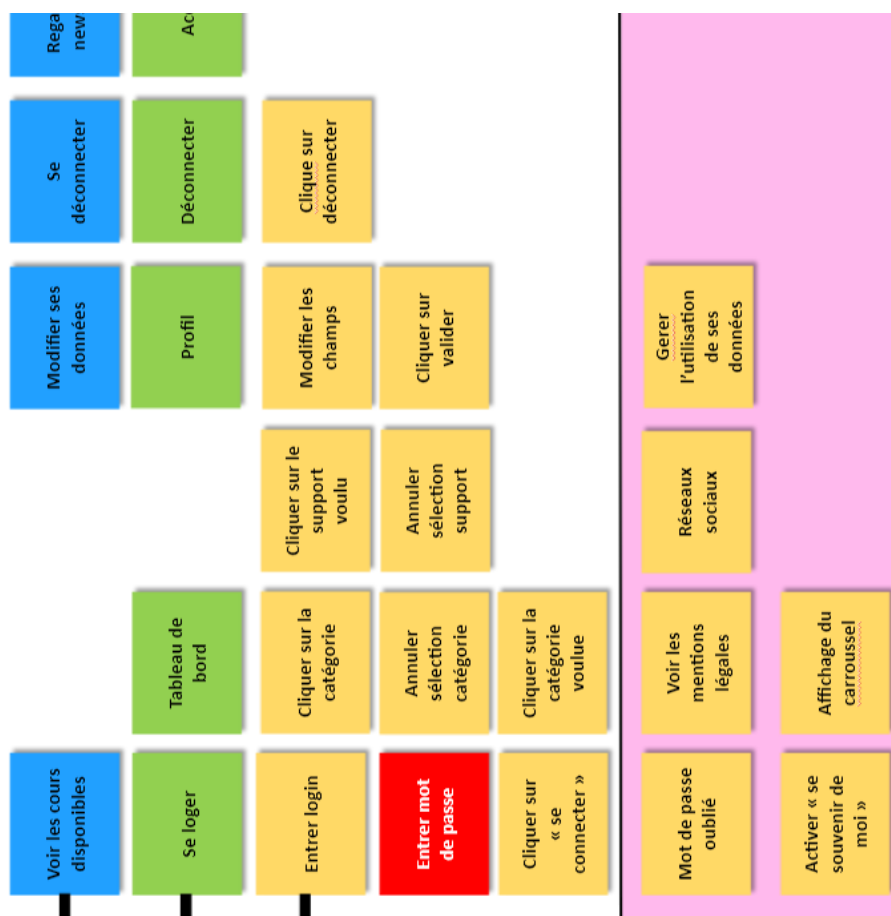 Voir les cours
disponibles
Modifier ses
données
Se
déconnecter
Se loger
Tableau de
bord
Profil
Déconnecter
Entrer login
Cliquer sur la
catégorie
Cliquer sur le
support
voulu
Modifier les
champs
Clique sur
déconnecter
Entrer mot
de passe
Annuler
sélection
catégorie
Annuler
sélection
support
Cliquer sur
valider
Cliquer sur
« se
connecter »
Cliquer sur la
catégorie
voulue
Mot de passe
oublié
Voir les
mentions
légales
Réseaux
sociaux
Gerer
l'utilisation
de ses
données
Activer « se
souvenir de
moi »
Affichage du
carroussel